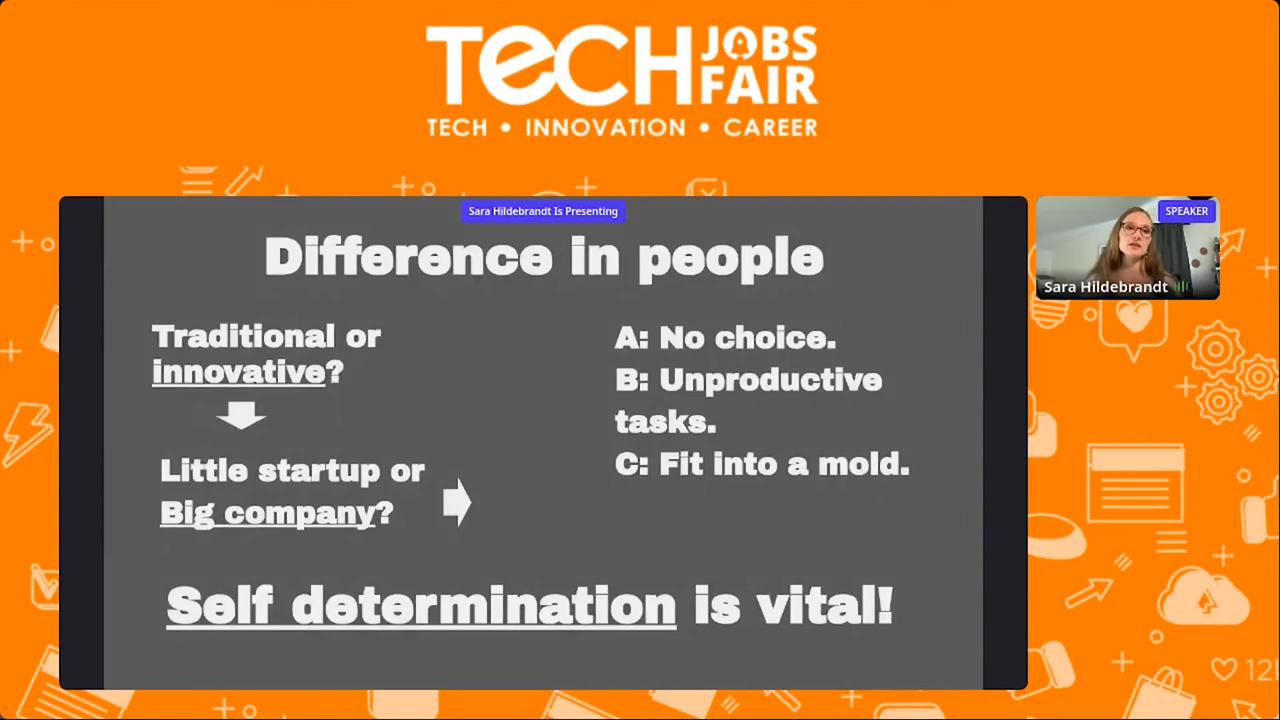 TECH JOBS
FAIR
TECH • INNOVATION • CAREER
Sara Hildebrandt Is Presenting
SPEAKER
Sara Hildebrandt
Difference in people
Traditional or
innovative?
Little startup or
Big company?
A: No choice.
B: Unproductive
tasks.
C: Fit into a mold.
Self determination is vital!